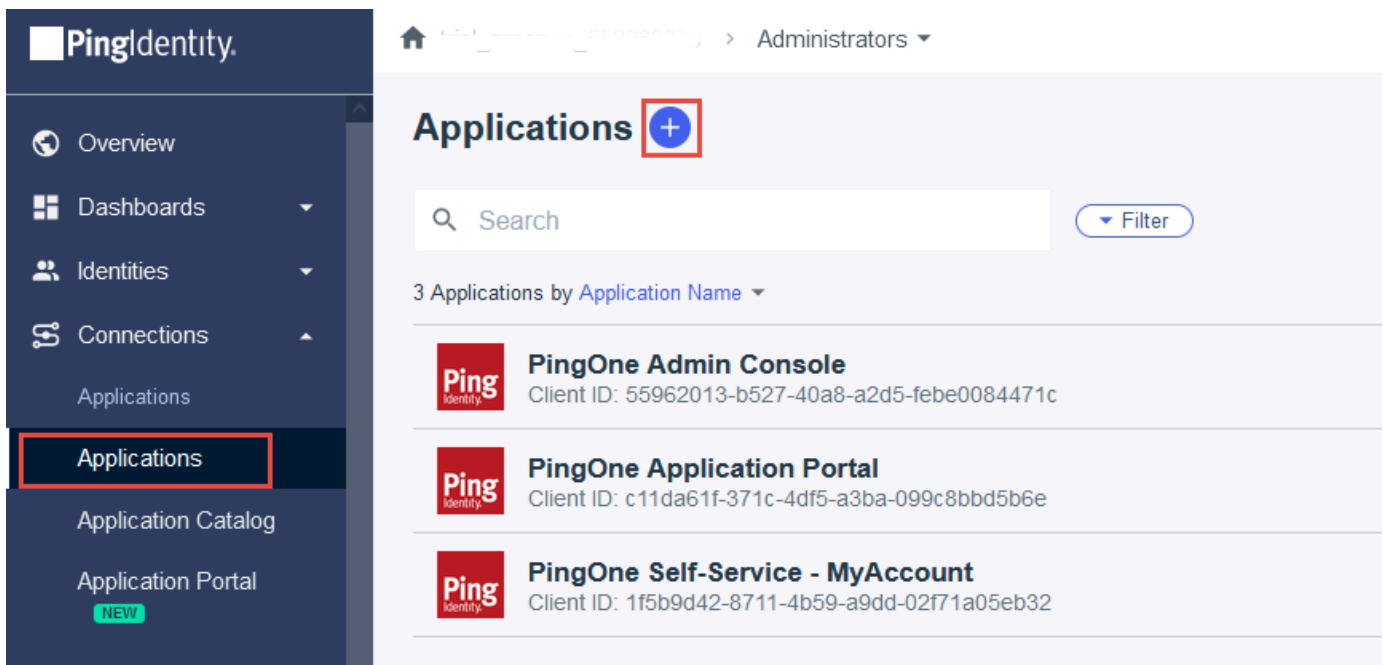 PingIdentity.
> Administrators
Overview
Dashboards
Identities
Connections
Applications
Applications
Application Catalog
Application Portal
NEW
Applications
Search
Filter
3 Applications by Application Name
Ping
Identity.
PingOne Admin Console
Client ID: 55962013-b527-40a8-a2d5-febe0084471c
Ping
Identity.
PingOne Application Portal
Client ID: c11da61f-371c-4df5-a3ba-099c8bbd5b6e
Ping
Identity.
PingOne Self-Service - MyAccount
Client ID: 1f5b9d42-8711-4b59-a9dd-02f71a05eb32